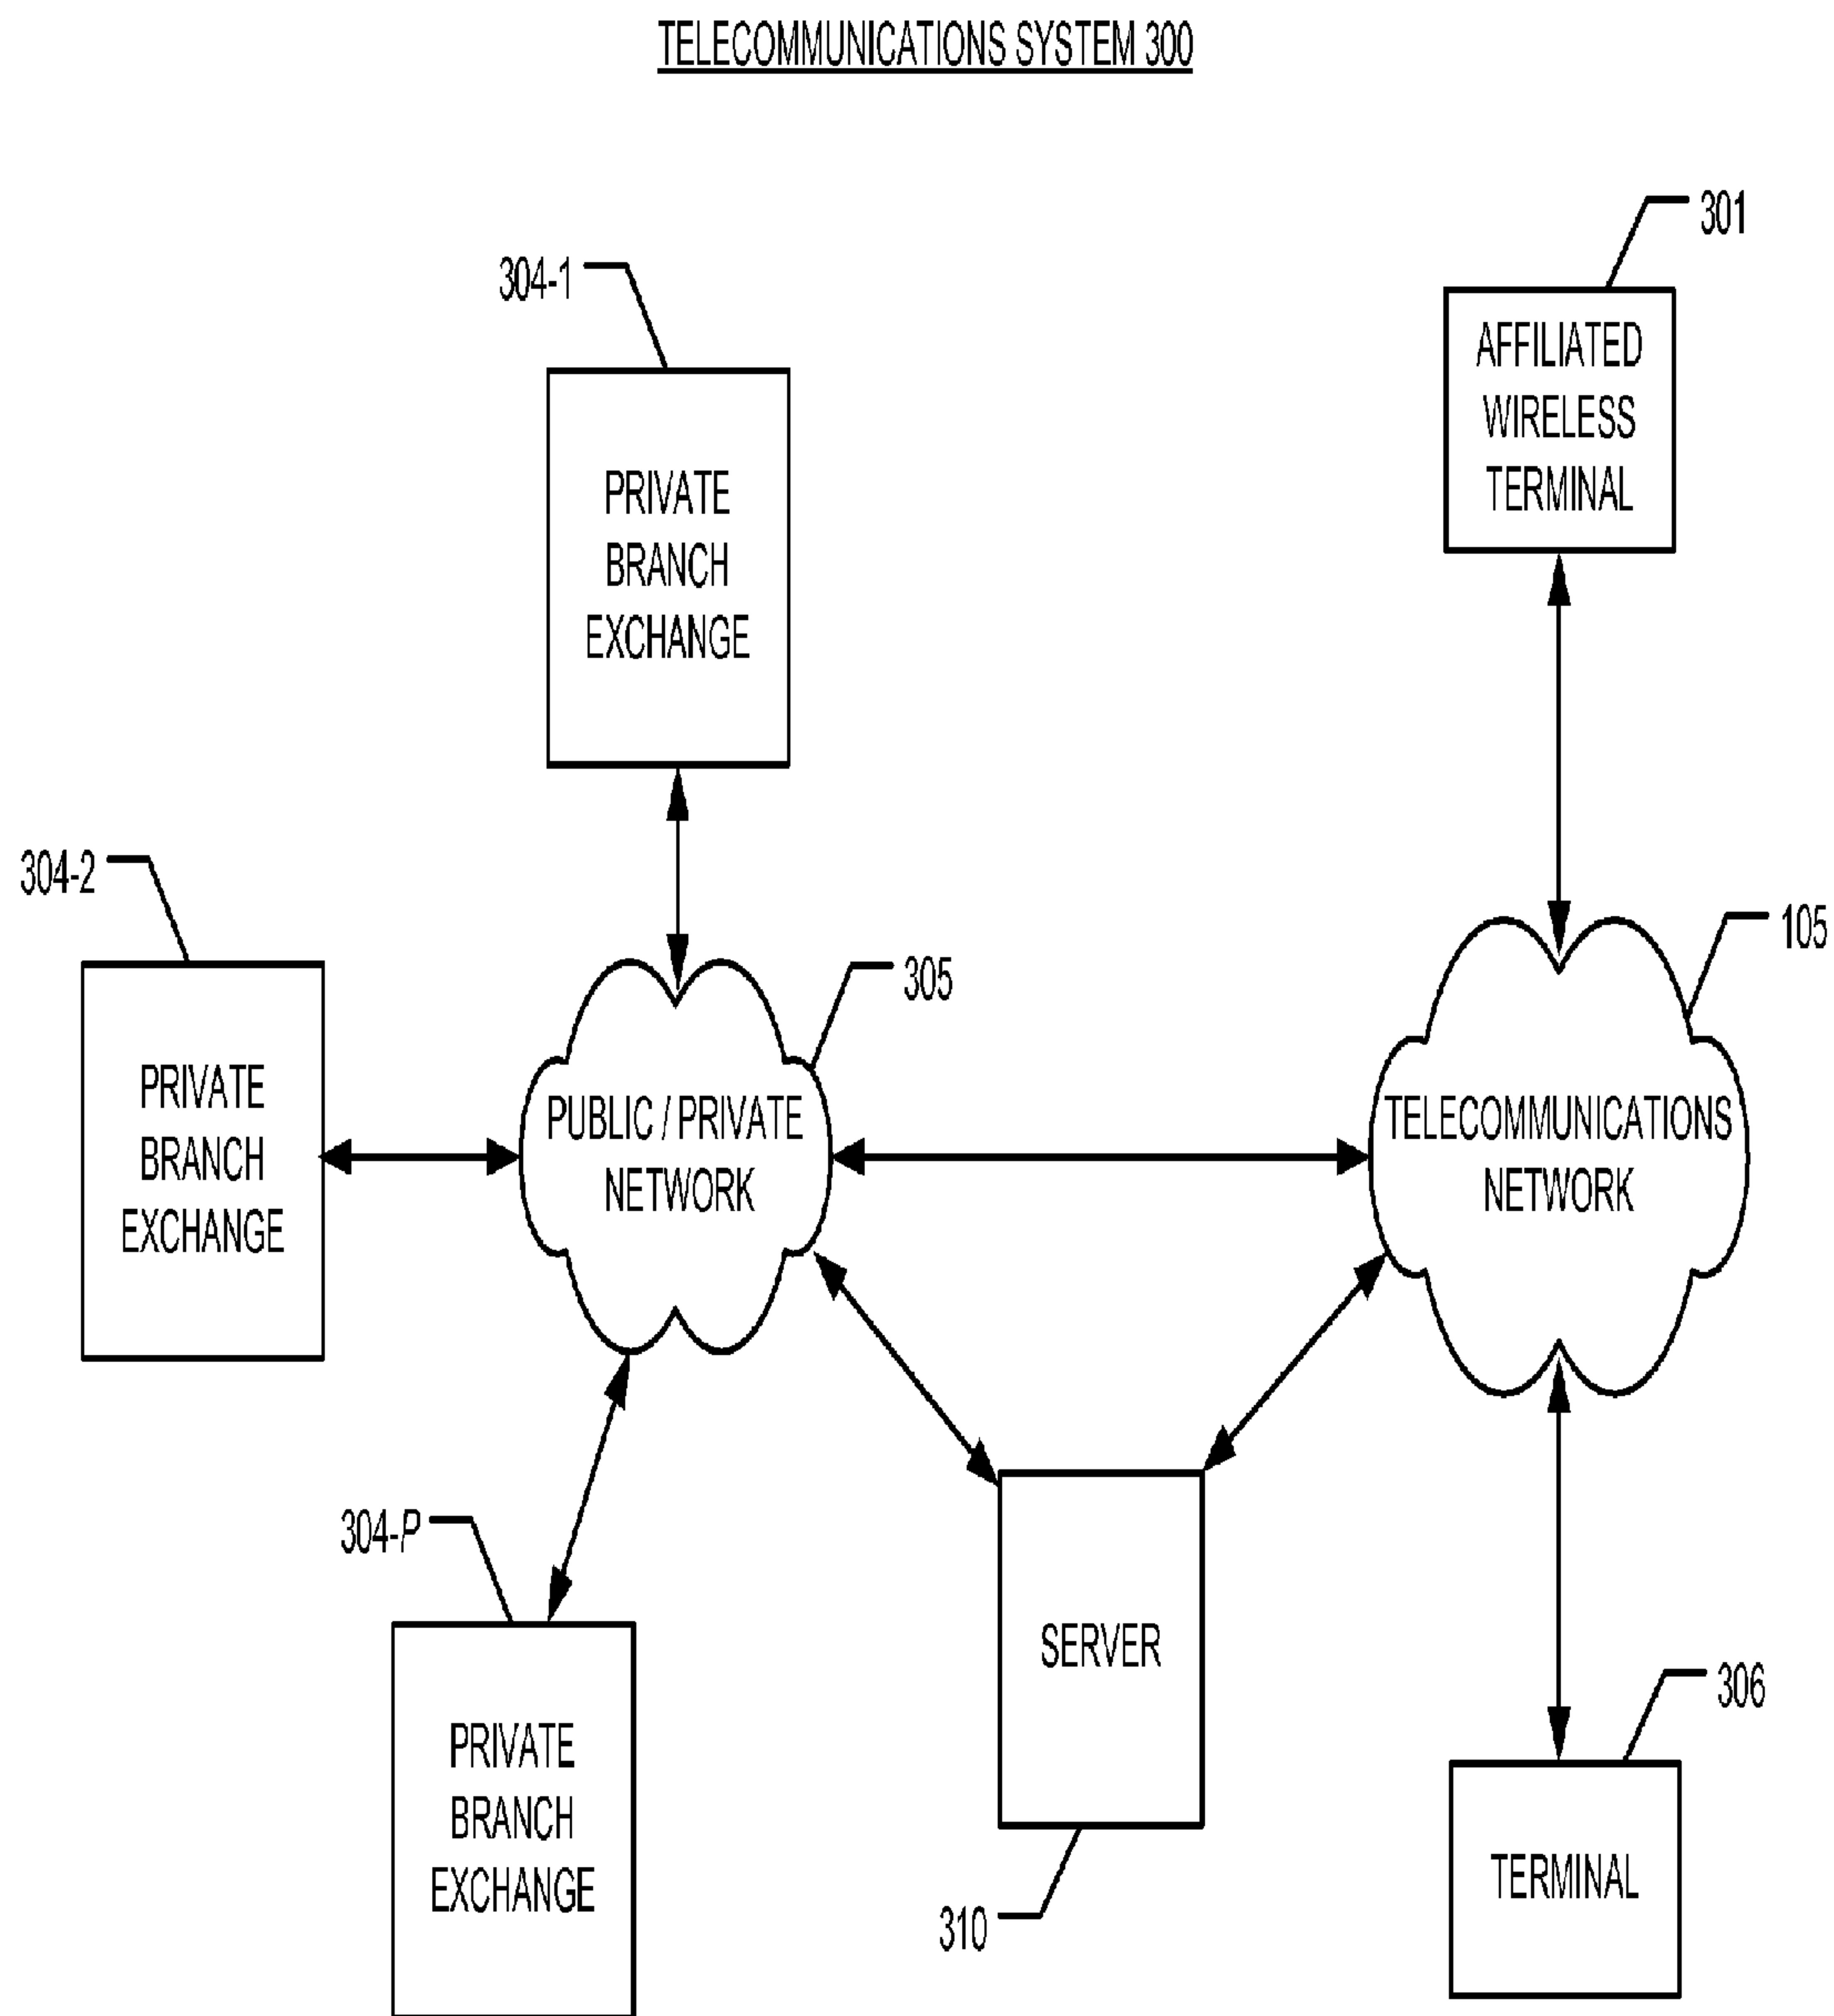 TELECOMMUNICATIONS SYSTEM 300
301
304-1
AFFILIATED
WIRELESS
TERMINAL
PRIVATE
BRANCH
EXCHANGE
304-2
105
305
PRIVATE
BRANCH
EXCHANGE
PUBLIC / PRIVATE
NETWORK
TELECOMMUNICATIONS
NETWORK
304-P
SERVER
306
PRIVATE
BRANCH
EXCHANGE
TERMINAL
310